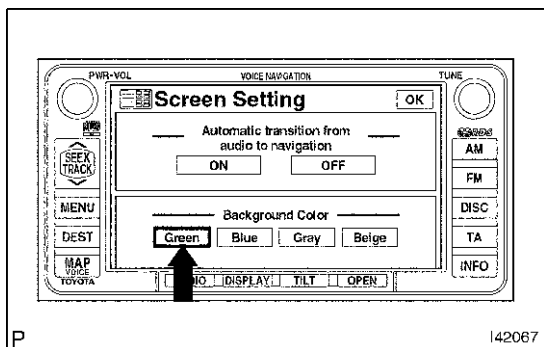 PWR-VOL VOICE NAVIGATION TUNE
Screen Setting OK
Automatic transition from
audio to navigation
ON OFF
SEEK
TRACK
AM
FM
MENU DISC
Background Color
DEST Green Blue Gray Beige TA
MAP
VOICE
INFO
TOYOTA DISPLAY TILT OPEN
P I42067